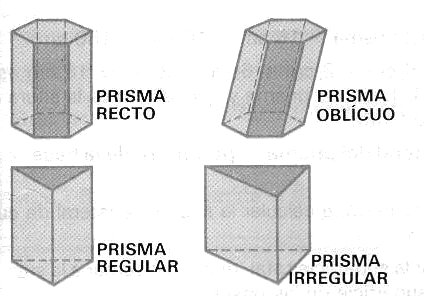 PRISMA
RECTO
PRISMA
OBLÍCUO
PRISMA
REGULAR
PRISMA
IRREGULAR